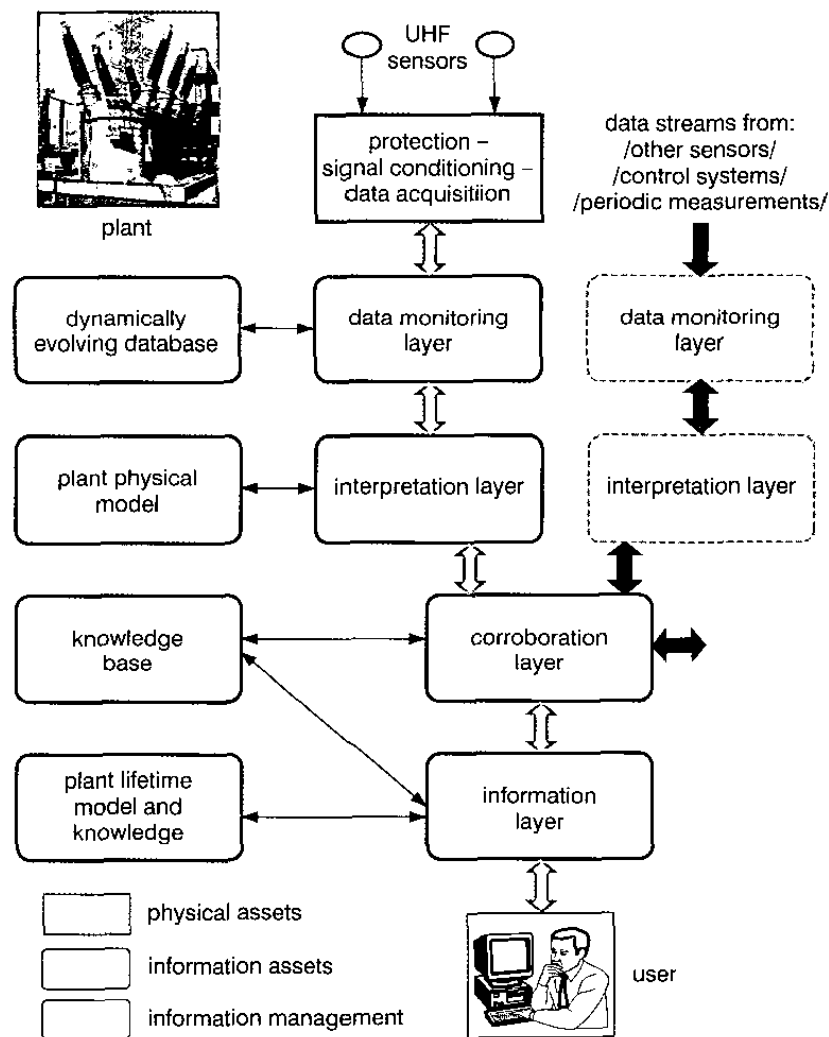 UHF
sensors
protection –
signal conditioning –
data acquisitiion
data streams from:
/other sensors/
/control systems/
/periodic measurements/
plant
dynamically
evolving database
data monitoring
layer
data monitoring
layer
plant physical
model
interpretation layer
interpretation layer
knowledge
base
corroboration
layer
plant lifetime
model and
knowledge
information
layer
physical assets
information assets
information management
user